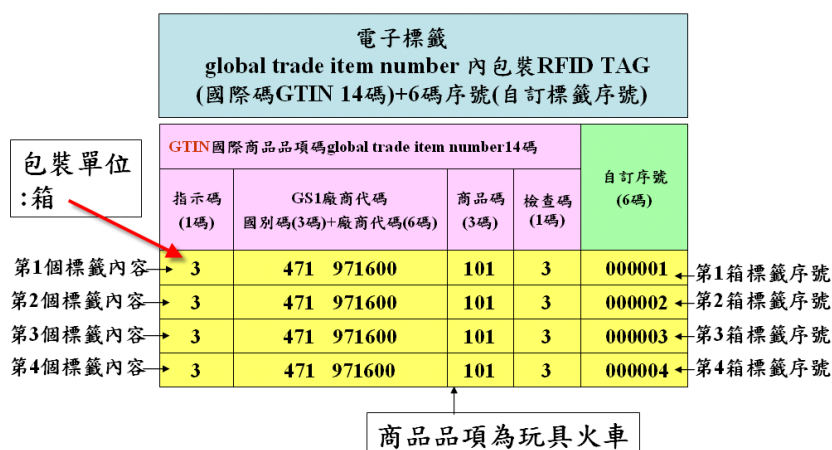 電子標籤
global trade item number 內包裝RFID TAG
(國際碼GTIN 14碼)+6碼序號(自訂標籤序號)
包裝單位
:箱
GTIN國際商品品項碼global trade item number14碼
自訂序號
(6碼)
指示碼
(1碼)
GS1廠商代碼
國別碼(3碼)+廠商代碼(6碼)
商品碼
(3碼)
檢查碼
(1碼)
第1個標籤內容 3 471 971600 101 3 000001 第1箱標籤序號
第2個標籤內容 3 471 971600 101 3 000002 第2箱標籤序號
第3個標籤內容 3 471 971600 101 3 000003 第3箱標籤序號
第4個標籤內容 3 471 971600 101 3 000004 第4箱標籤序號
商品品項為玩具火車